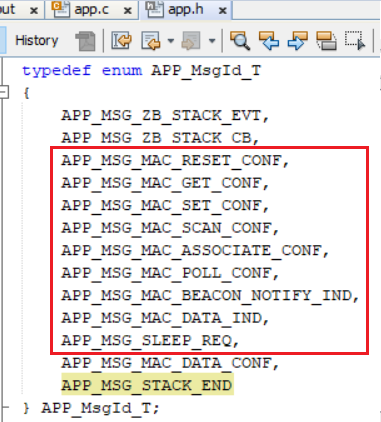 out x app.c x app.h x
History
typedef enum APP_MsgId_T
{
APP_MSG_ZB_STACK_EVT,
APP_MSG_ZB_STACK_CB,
APP_MSG_MAC_RESET_CONF,
APP_MSG_MAC_GET_CONF,
APP_MSG_MAC_SET_CONF,
APP_MSG_MAC_SCAN_CONF,
APP_MSG_MAC_ASSOCIATE_CONF,
APP_MSG_MAC_POLL_CONF,
APP_MSG_MAC_BEACON_NOTIFY_IND,
APP_MSG_MAC_DATA_IND,
APP_MSG_SLEEP_REQ,
APP_MSG_MAC_DATA_CONF,
APP_MSG_STACK_END
} APP_MsgId_T;